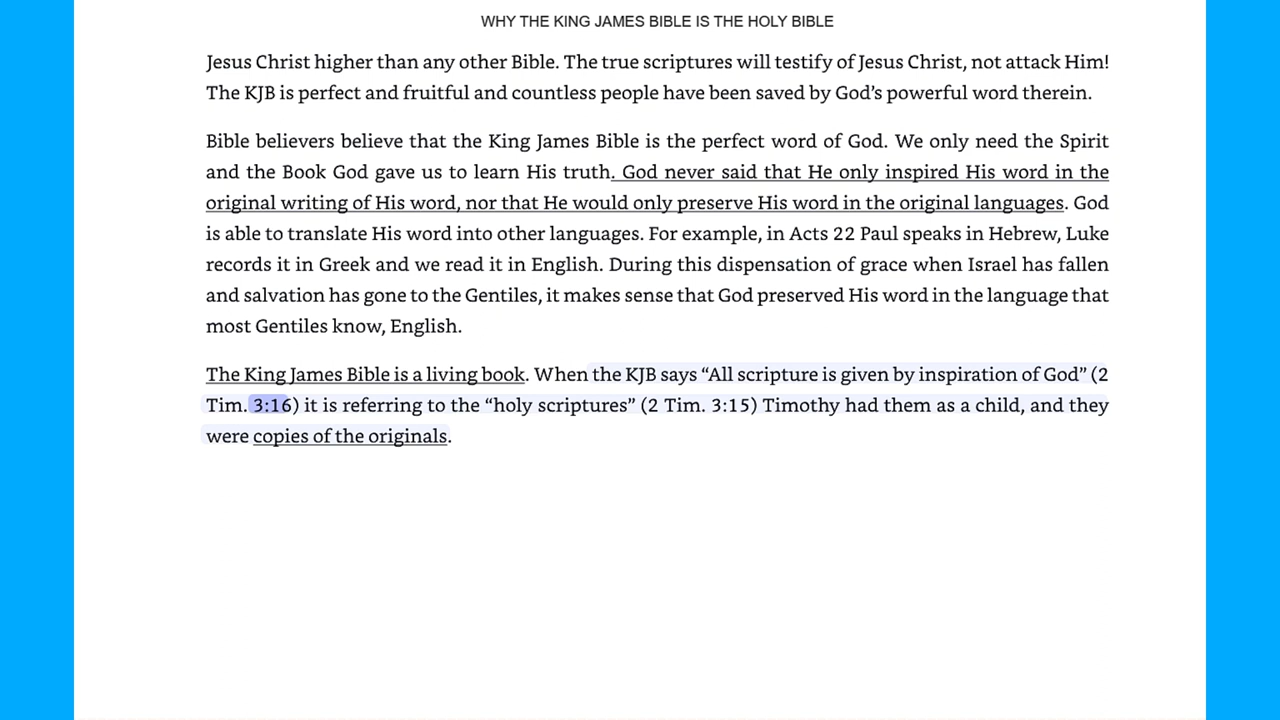 WHY THE KING JAMES BIBLE IS THE HOLY BIBLE
Jesus Christ higher than any other Bible. The true scriptures will testify of Jesus Christ, not attack Him!
The KJB is perfect and fruitful and countless people have been saved by God’s powerful word therein.
Bible believers believe that the King James Bible is the perfect word of God. We only need the Spirit
and the Book God gave us to learn His truth. God never said that He only inspired His word in the
original writing of His word, nor that He would only preserve His word in the original languages. God
is able to translate His word into other languages. For example, in Acts 22 Paul speaks in Hebrew, Luke
records it in Greek and we read it in English. During this dispensation of grace when Israel has fallen
and salvation has gone to the Gentiles, it makes sense that God preserved His word in the language that
most Gentiles know, English.
The King James Bible is a living book. When the KJB says “All scripture is given by inspiration of God” (2
Tim. 3:16) it is referring to the “holy scriptures” (2 Tim. 3:15) Timothy had them as a child, and they
were copies of the originals.